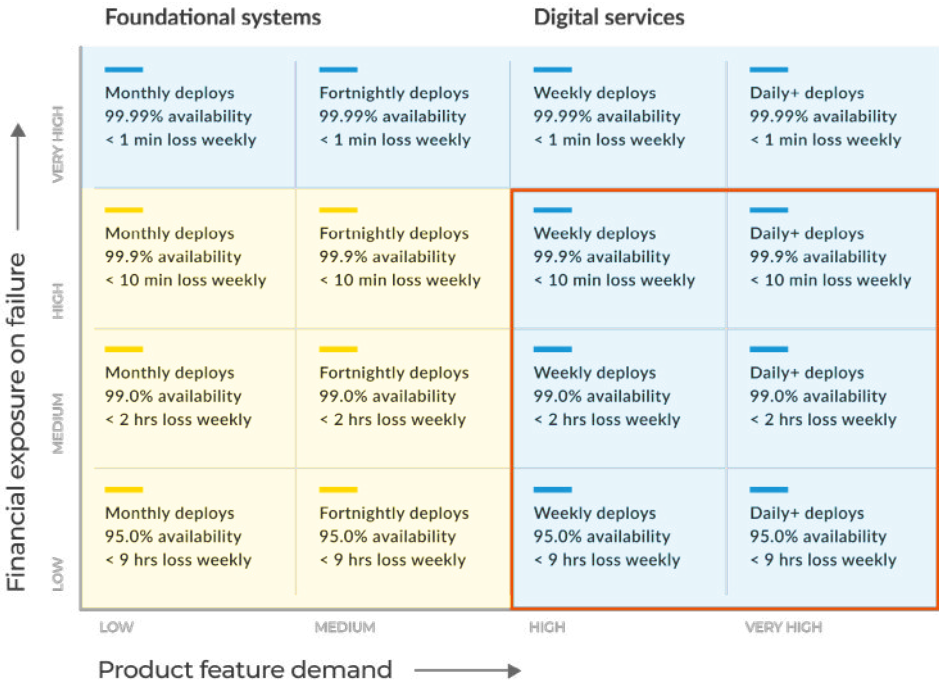 Foundational systems
Digital services
Financial exposure on failure
VERY HIGH
Monthly deploys
99.99% availability
< 1 min loss weekly
Fortnightly deploys
99.99% availability
< 1 min loss weekly
Weekly deploys
99.99% availability
< 1 min loss weekly
Daily+ deploys
99.99% availability
< 1 min loss weekly
HIGH
Monthly deploys
99.9% availability
< 10 min loss weekly
Fortnightly deploys
99.9% availability
< 10 min loss weekly
Weekly deploys
99.9% availability
< 10 min loss weekly
Daily+ deploys
99.9% availability
< 10 min loss weekly
MEDIUM
Monthly deploys
99.0% availability
< 2 hrs loss weekly
Fortnightly deploys
99.0% availability
< 2 hrs loss weekly
Weekly deploys
99.0% availability
< 2 hrs loss weekly
Daily+ deploys
99.0% availability
< 2 hrs loss weekly
LOW
Monthly deploys
95.0% availability
< 9 hrs loss weekly
Fortnightly deploys
95.0% availability
< 9 hrs loss weekly
Weekly deploys
95.0% availability
< 9 hrs loss weekly
Daily+ deploys
95.0% availability
< 9 hrs loss weekly
LOW
MEDIUM
HIGH
VERY HIGH
Product feature demand